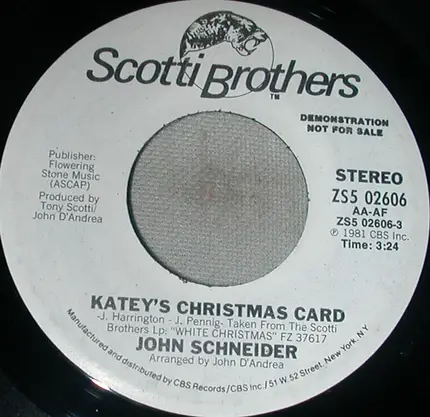 Scotti Brothers
TM
DEMONSTRATION
NOT FOR SALE
Publisher:
Flowering
Stone Music
(ASCAP)
Produced by
Tony Scotti/
John D'Andrea
STEREO
ZS5 02606
AA-AF
ZS5 02606-3
℗ 1981 CBS Inc.
Time: 3:24
KATEY'S CHRISTMAS CARD
-J. Harrington - J. Pennig- Taken From The Scotti
Brothers Lp: "WHITE CHRISTMAS" FZ 37617
JOHN SCHNEIDER
Arranged by John D'Andrea
Manufactured and distributed by CBS Records/CBS Inc./51 W 52 Street, New York, N.Y.